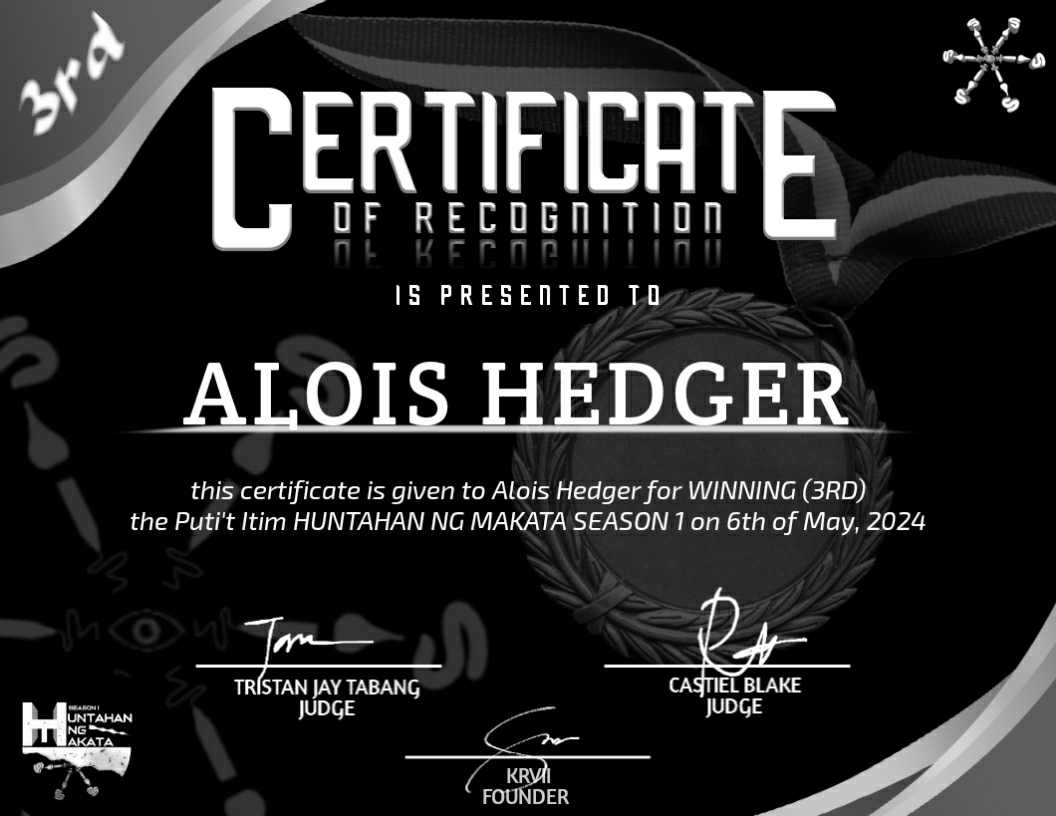 3rd
CERTIFICATE
OF RECOGNITION
IS PRESENTED TO
ALOIS HEDGER
this certificate is given to Alois Hedger for WINNING (3RD)
the Puti't Itim HUNTAHAN NG MAKATA SEASON 1 on 6th of May, 2024
TRISTAN JAY TABANG
JUDGE
CASTIEL BLAKE
JUDGE
SEASON 1
HUNTAHAN
NG
MAKATA
KRVII
FOUNDER